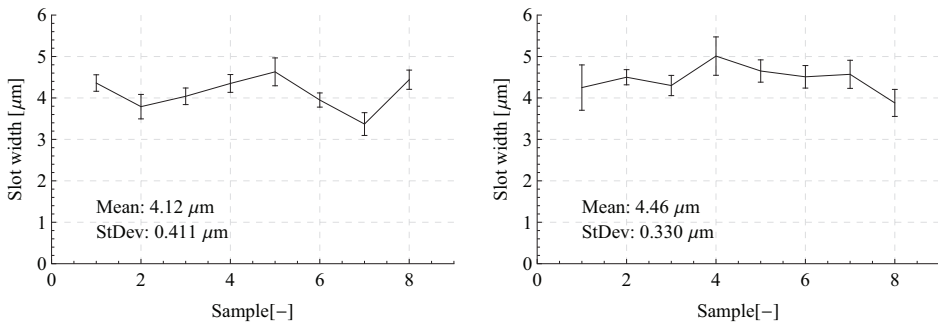 6
5
4
3
2
1
0
Slot width [μm]
Mean: 4.12 μm
StDev: 0.411 μm
0 2 4 6 8
Sample[−]
6
5
4
3
2
1
0
Slot width [μm]
Mean: 4.46 μm
StDev: 0.330 μm
0 2 4 6 8
Sample[−]